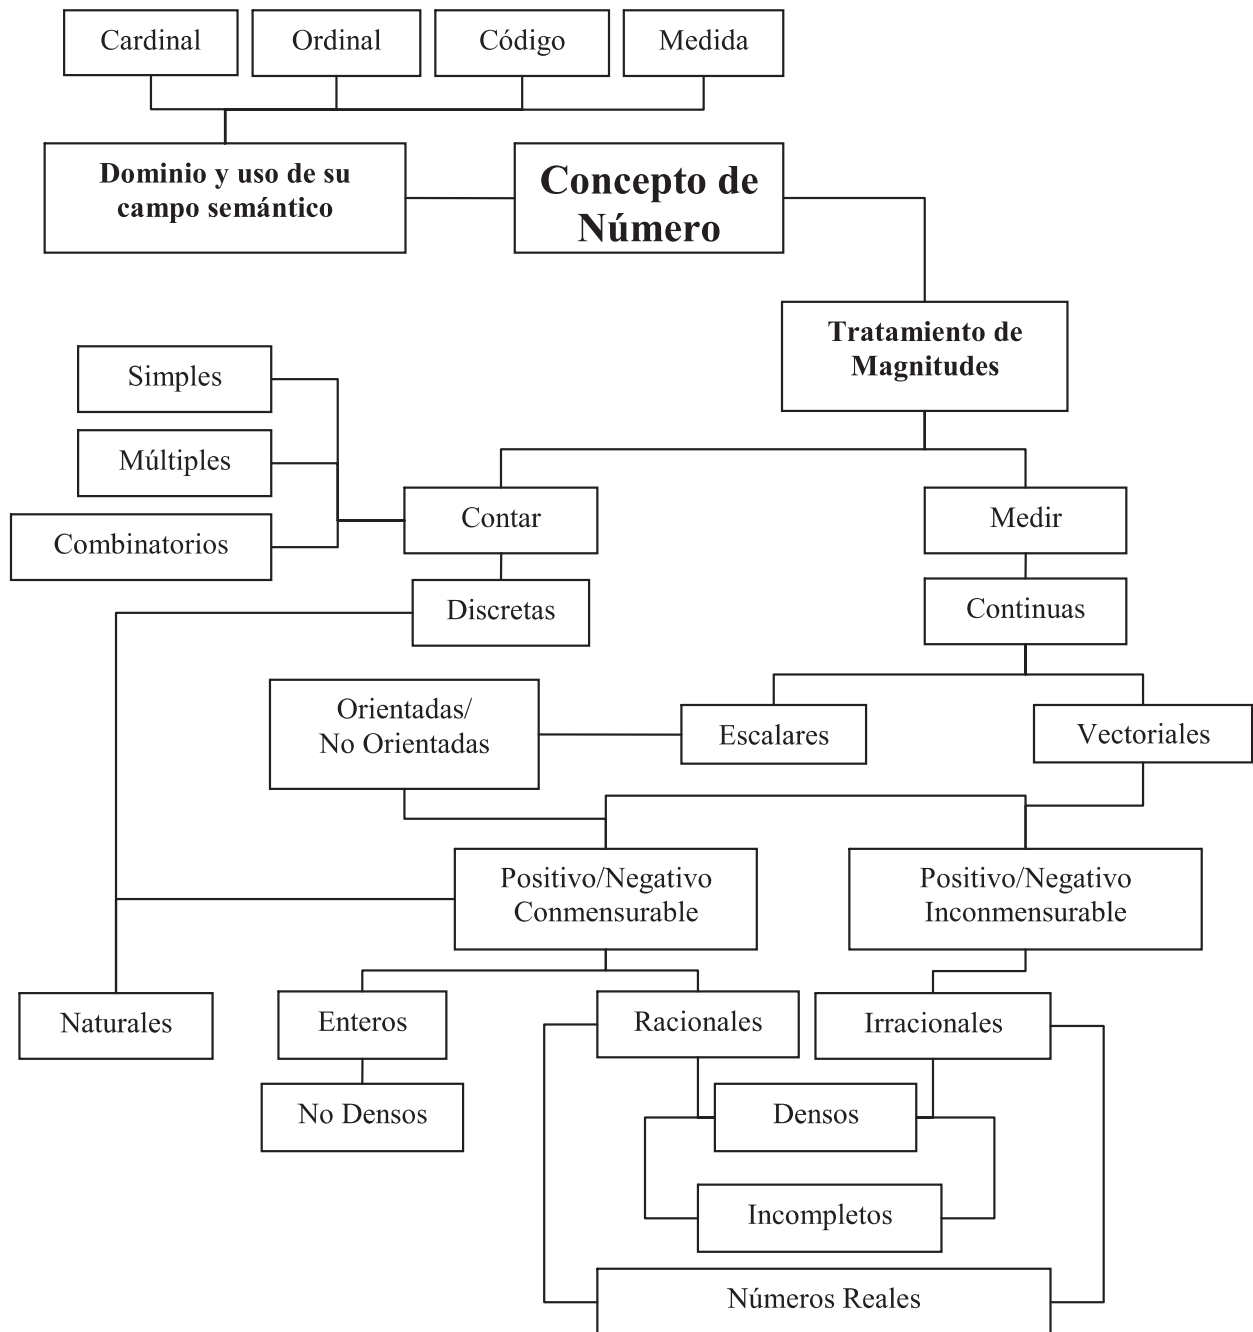 Cardinal
Ordinal
Código
Medida
Dominio y uso de su
campo semántico
Concepto de
Número
Tratamiento de
Magnitudes
Simples
Múltiples
Combinatorios
Contar
Medir
Discretas
Continuas
Orientadas/
No Orientadas
Escalares
Vectoriales
Positivo/Negativo
Conmensurable
Positivo/Negativo
Inconmensurable
Naturales
Enteros
Racionales
Irracionales
No Densos
Densos
Incompletos
Números Reales